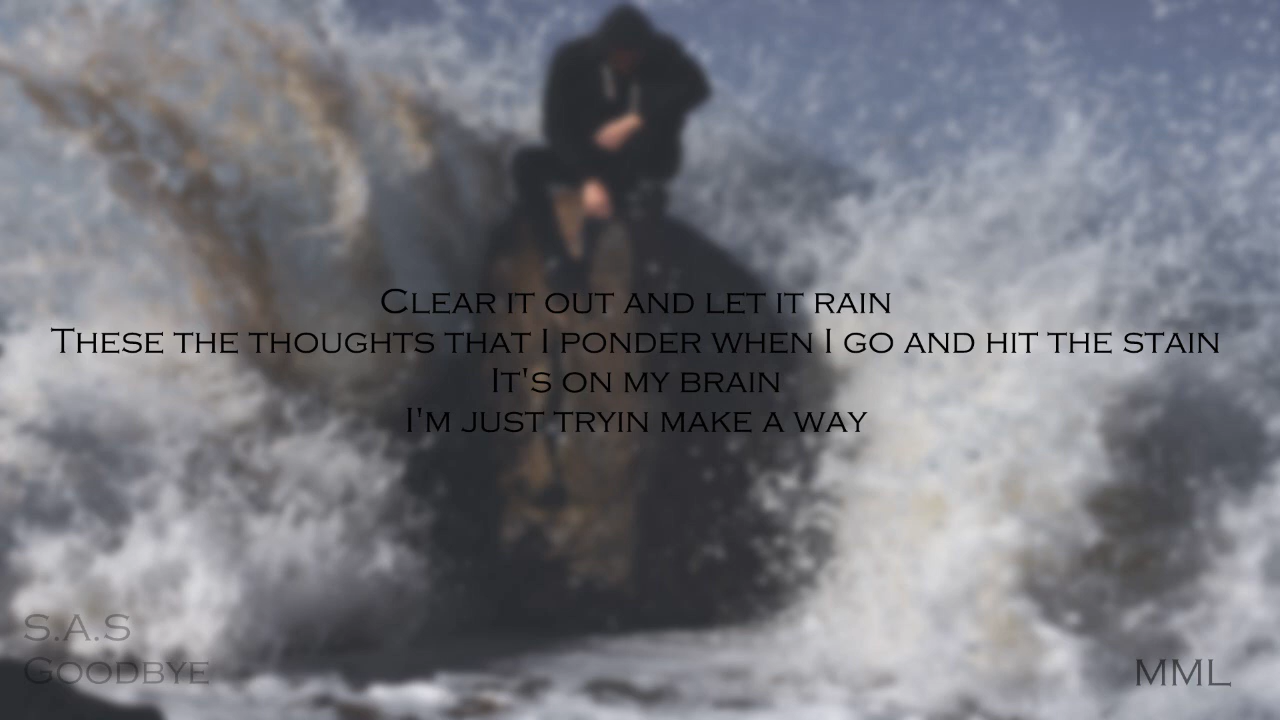 Clear it out and let it rain
These the thoughts that I ponder when I go and hit the stain
It's on my brain
I'm just tryin make a way
S.A.S
Goodbye
MML